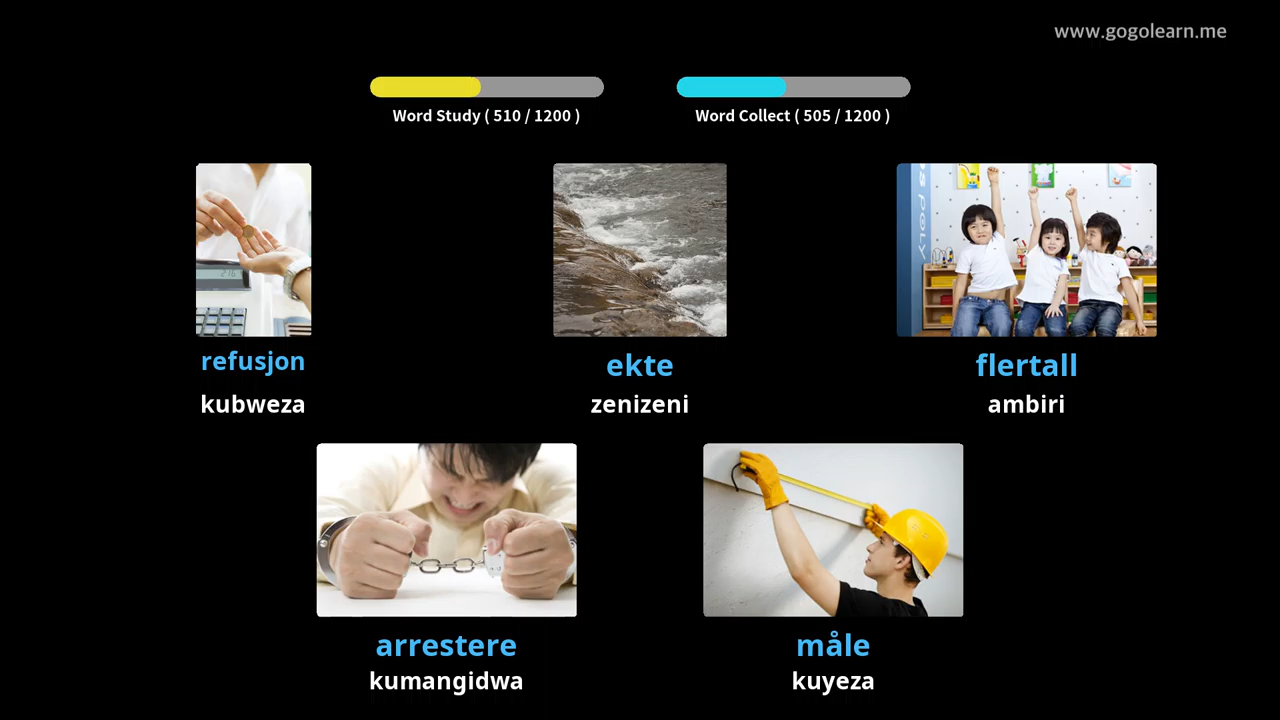 www.gogolearn.me
Word Study ( 510 / 1200 )
Word Collect ( 505 / 1200 )
refusjon
ekte
flertall
kubweza
zenizeni
ambiri
arrestere
måle
kumangidwa
kuyeza